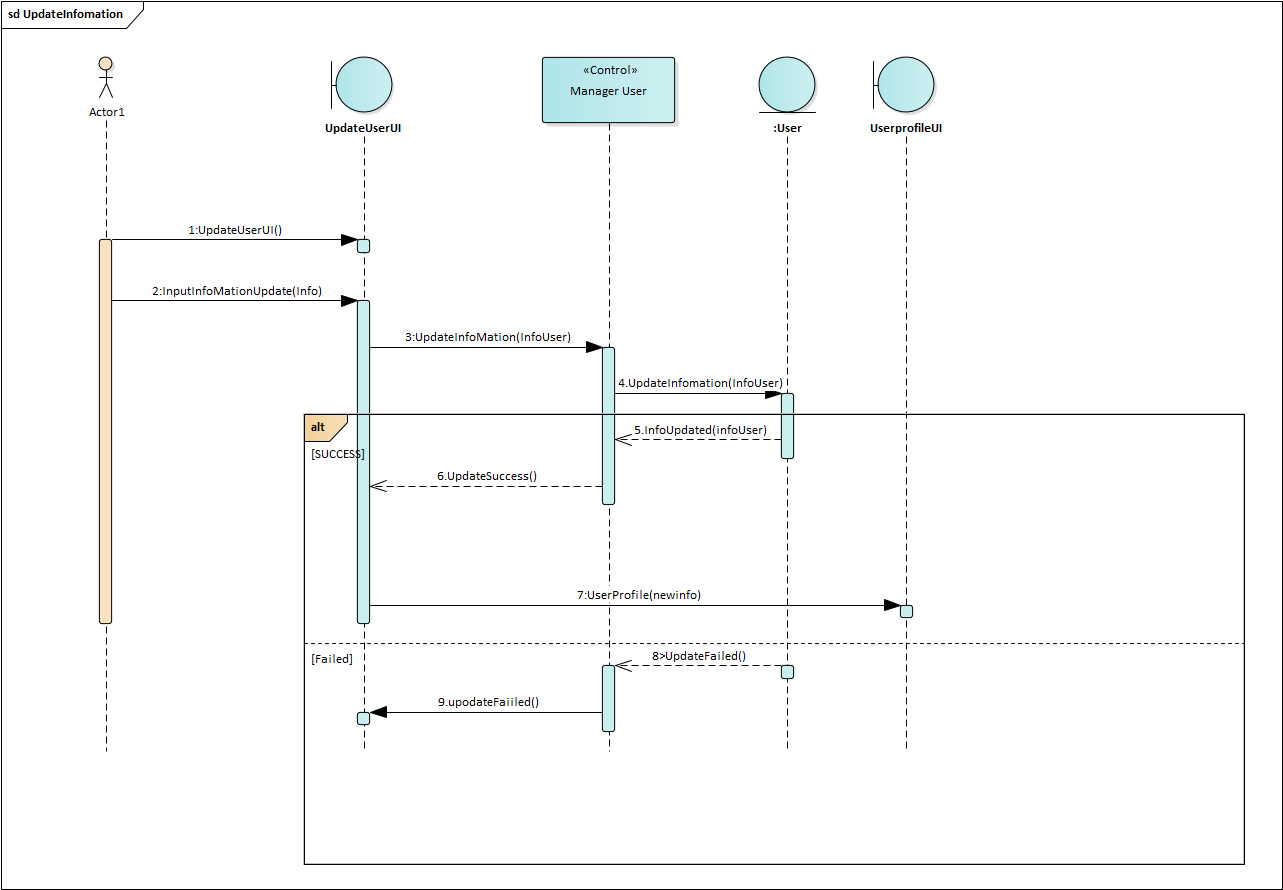 sd UpdateInfomation
Actor1
UpdateUserUI
«Control»
Manager User
:User
UserprofileUI
1:UpdateUserUI()
2:InputInfoMationUpdate(Info)
3:UpdateInfoMation(InfoUser)
4.UpdateInfomation(InfoUser)
alt
5.InfoUpdated(infoUser)
[SUCCESS]
6.UpdateSuccess()
7:UserProfile(newinfo)
[Failed]
8>UpdateFailed()
9.upodateFaiiled()